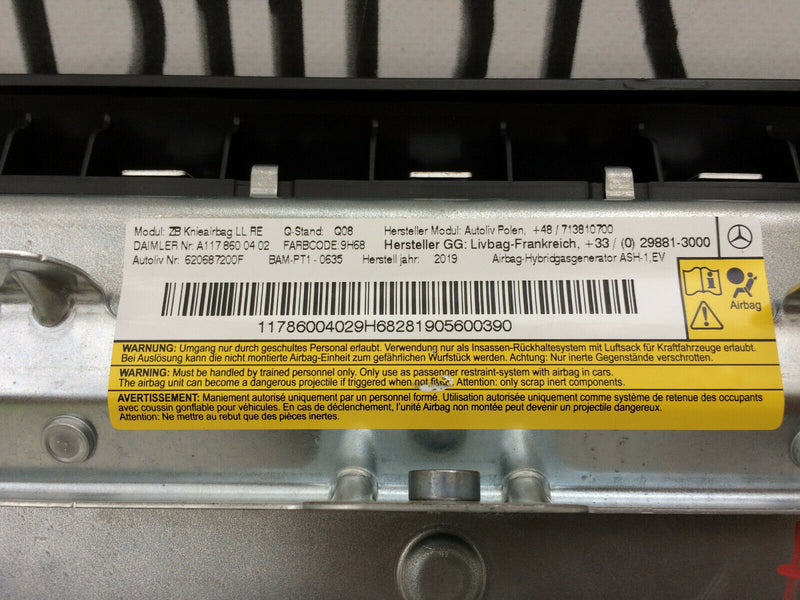 Modul: ZB Knieairbag LL RE Q-Stand: Q08 Hersteller Modul: Autoliv Polen, +48 / 713810700
DAIMLER Nr: A117 860 04 02 FARBCODE: 9H68 Hersteller GG: Livbag-Frankreich, +33 / (0) 29881-3000
Autoliv Nr: 620687200F BAM-PT1 - 0635 Herstelljahr: 2019 Airbag-Hybridgasgenerator ASH-1,EV
Airbag
11786004029H68281905600390
WARNUNG: Umgang nur durch geschultes Personal erlaubt. Verwendung nur als Insassen-Rückhaltesystem mit Luftsack für Kraftfahrzeuge erlaubt.
Bei Auslösung kann die nicht montierte Airbag-Einheit zum gefährlichen Wurfstück werden. Achtung: Nur inerte Gegenstände verschrotten.
WARNING: Must be handled by trained personnel only. Only use as passenger restraint-system with airbag in cars.
The airbag unit can become a dangerous projectile if triggered when not Attention: only scrap inert components.
AVERTISSEMENT: Maniement autorisé uniquement par un personnel formé. Utilisation autorisée uniquement comme système de retenue des occupants
avec coussin gonflable pour véhicules. En cas de déclenchement, l'unité Airbag non montée peut devenir un projectile dangereux.
Attention: Ne mettre au rebut que des pièces inertes.